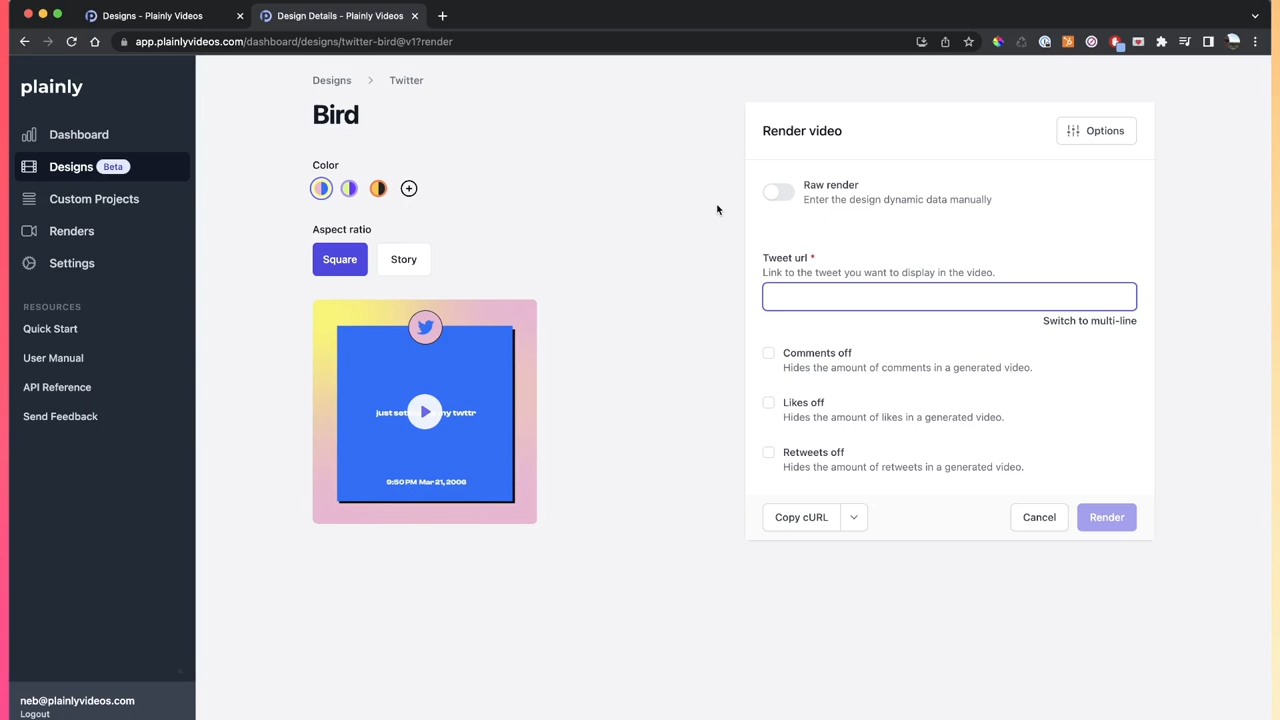 Designs - Plainly Videos
Design Details - Plainly Videos
app.plainlyvideos.com/dashboard/designs/twitter-bird@v1?render
plainly
Dashboard
Designs Beta
Custom Projects
Renders
Settings
RESOURCES
Quick Start
User Manual
API Reference
Send Feedback
neb@plainlyvideos.com
Logout
Designs > Twitter
Bird
Color
Aspect ratio
Square Story
just set my twttr
9:50 PM Mar 21, 2006
Render video
Options
Raw render
Enter the design dynamic data manually
Tweet url *
Link to the tweet you want to display in the video.
Switch to multi-line
Comments off
Hides the amount of comments in a generated video.
Likes off
Hides the amount of likes in a generated video.
Retweets off
Hides the amount of retweets in a generated video.
Copy cURL Cancel Render